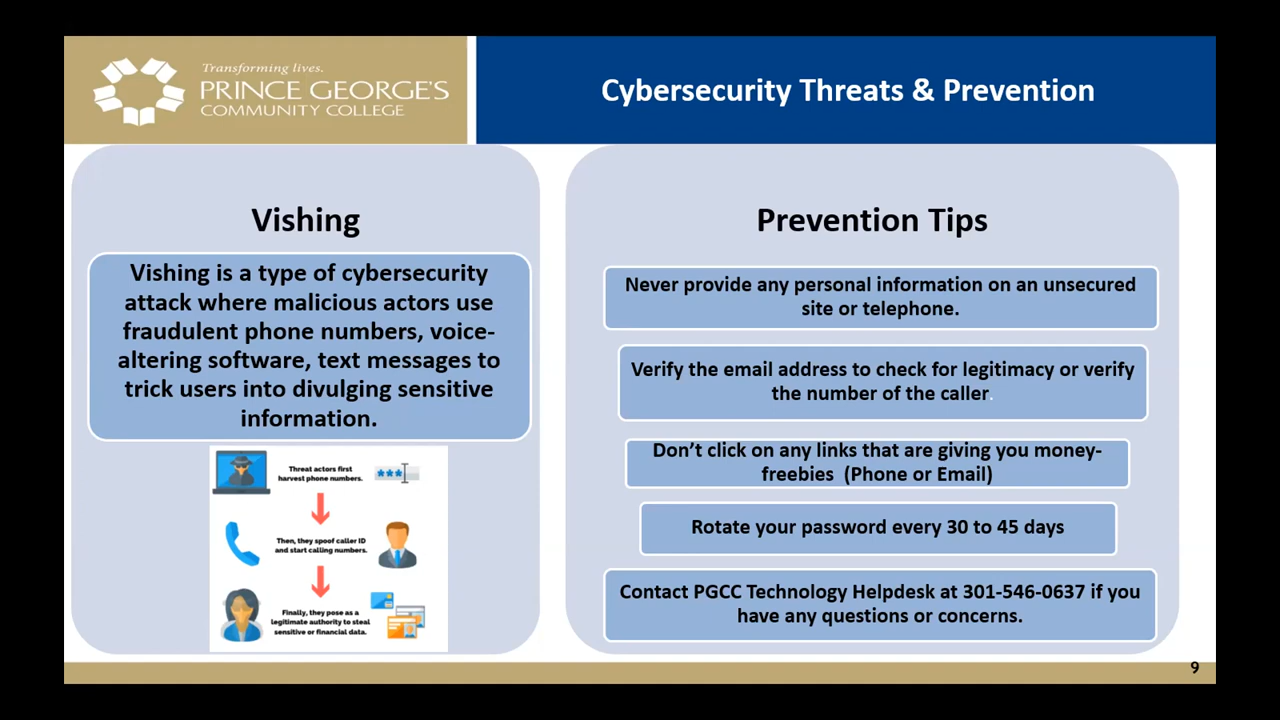 Transforming lives.
PRINCE GEORGE'S
COMMUNITY COLLEGE
Cybersecurity Threats & Prevention
Vishing
Vishing is a type of cybersecurity
attack where malicious actors use
fraudulent phone numbers, voice-
altering software, text messages to
trick users into divulging sensitive
information.
Threat actors first
harvest phone numbers.
***
Then, they spoof caller ID
and start calling numbers.
Finally, they pose as a
legitimate authority to steal
sensitive or financial data.
Prevention Tips
Never provide any personal information on an unsecured
site or telephone.
Verify the email address to check for legitimacy or verify
the number of the caller.
Don’t click on any links that are giving you money-
freebies  (Phone or Email)
Rotate your password every 30 to 45 days
Contact PGCC Technology Helpdesk at 301-546-0637 if you
have any questions or concerns.
9